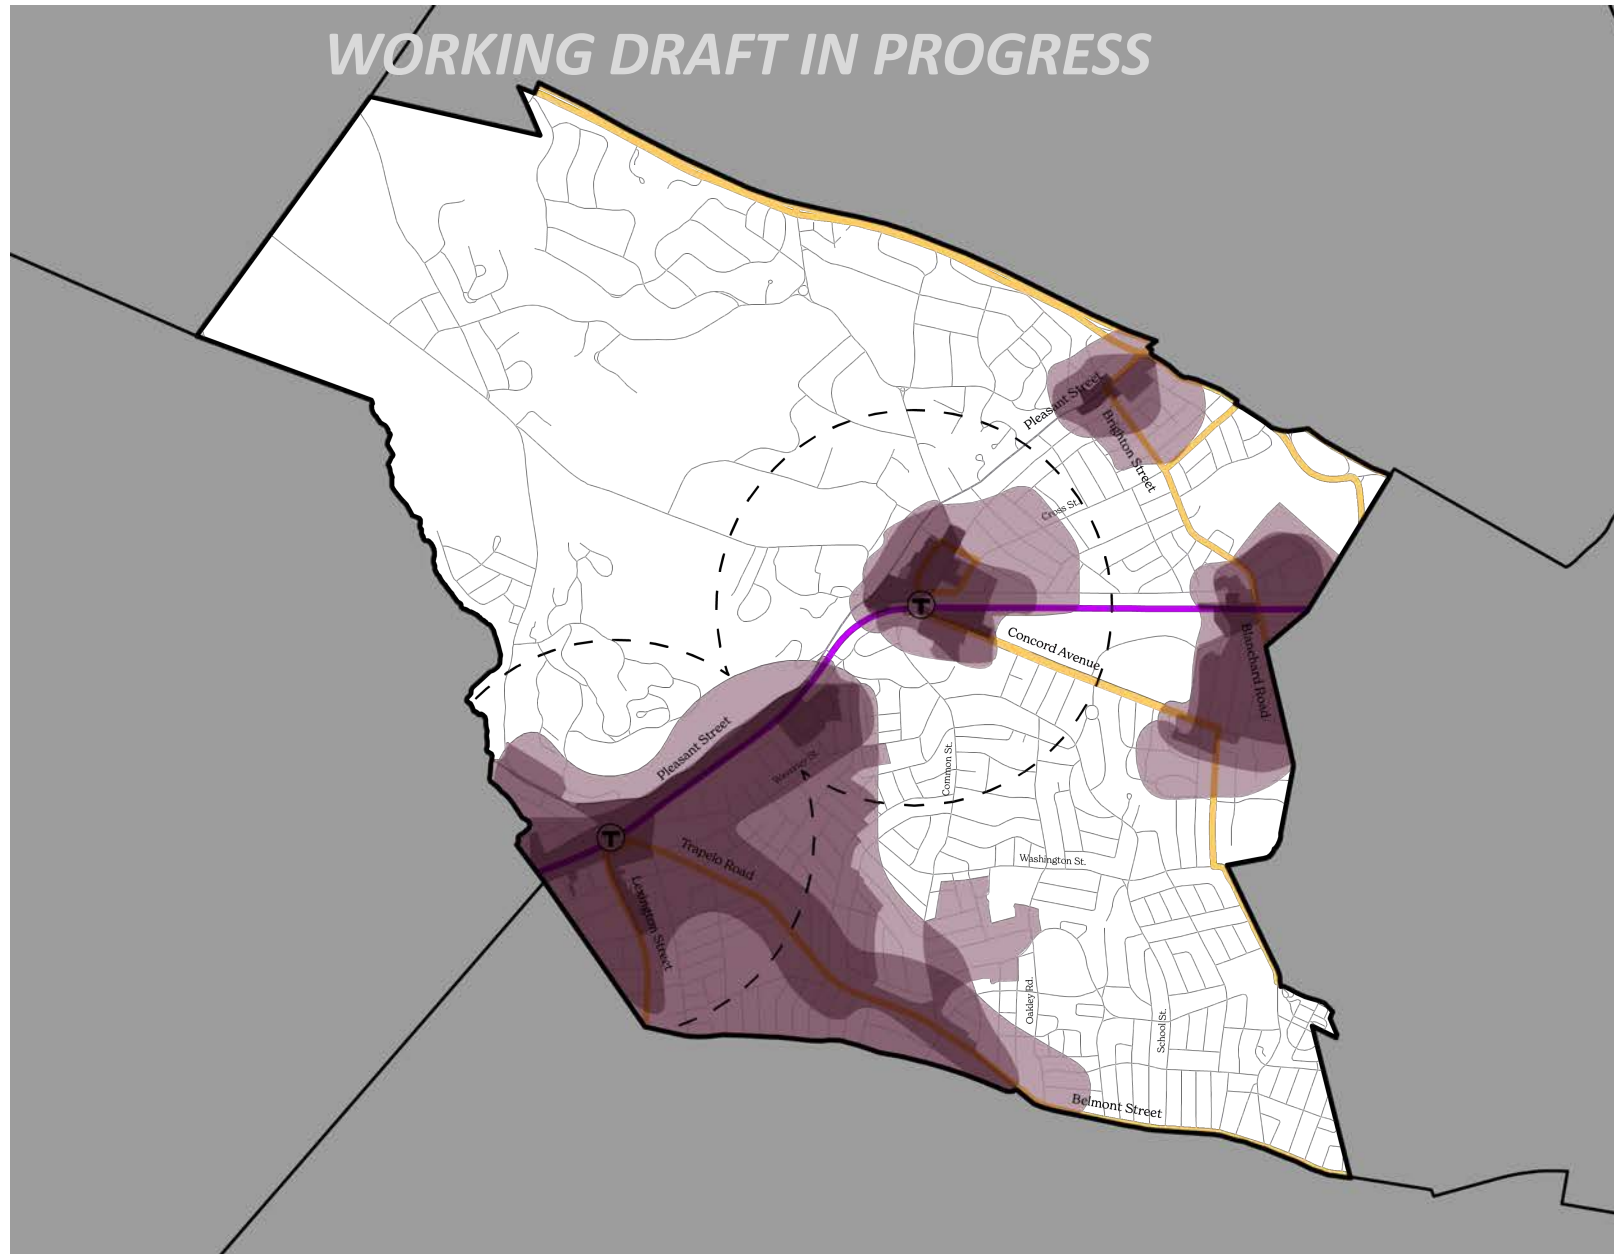 WORKING DRAFT IN PROGRESS
Pleasant Street
Brighton Street
Cross St.
T
Concord Avenue
Blanchard Road
Pleasant Street
Waverley St.
Common St.
T
Trapelo Road
Washington St.
Lexington Street
Oakley Rd.
School St.
Belmont Street